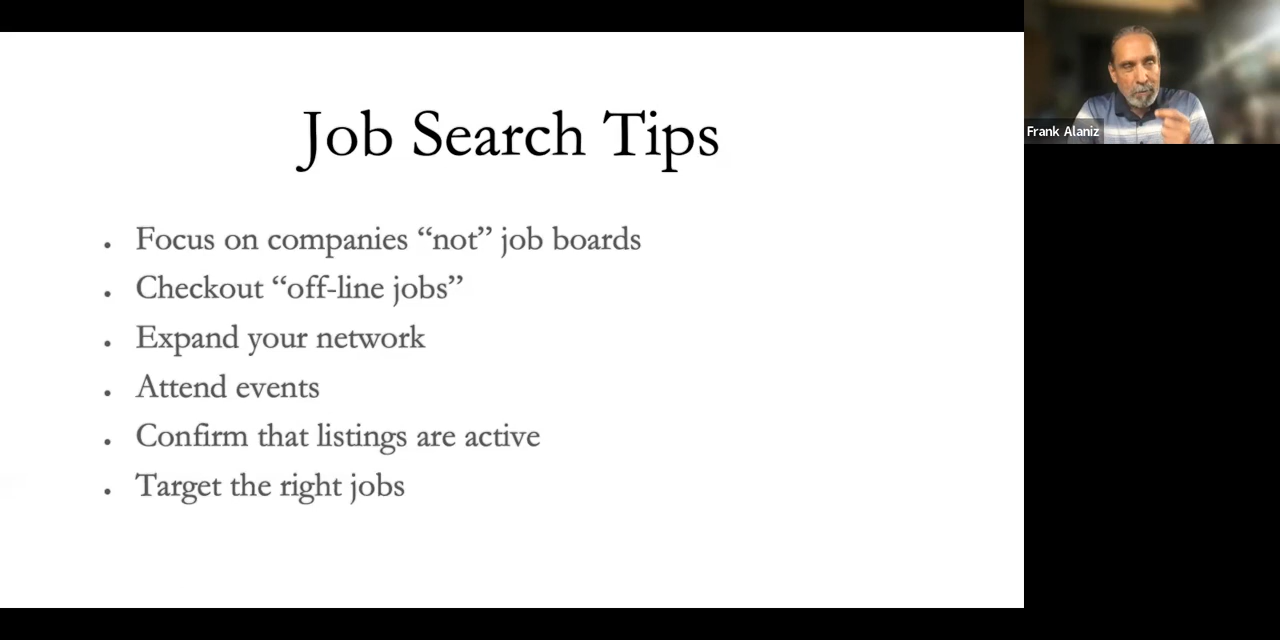 Job Search Tips
• Focus on companies “not” job boards
• Checkout “off-line jobs”
• Expand your network
• Attend events
• Confirm that listings are active
• Target the right jobs
Frank Alaniz